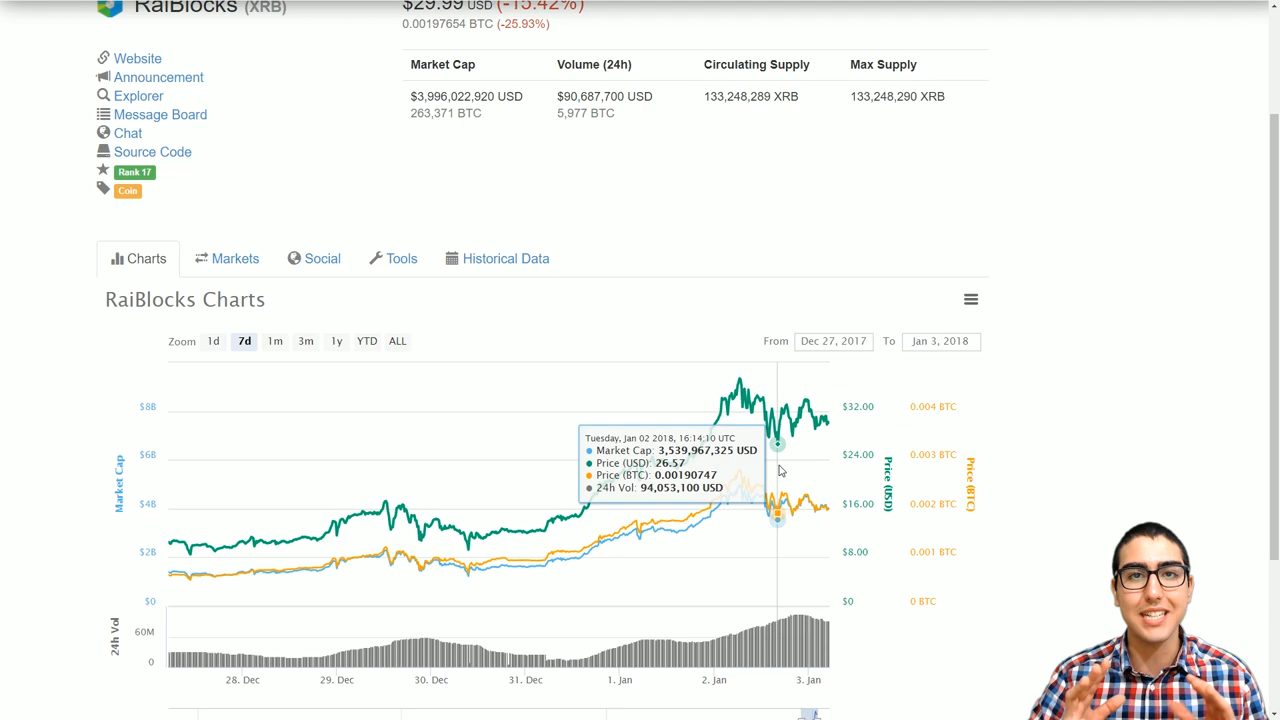 RaiBlocks (XRB)
$29.99 USD (-15.42%)
0.00197654 BTC (-25.93%)
Website
Announcement
Explorer
Message Board
Chat
Source Code
Rank 17
Coin
Market Cap Volume (24h) Circulating Supply Max Supply
$3,996,022,920 USD $90,687,700 USD 133,248,289 XRB 133,248,290 XRB
263,371 BTC 5,977 BTC
Charts Markets Social Tools Historical Data
RaiBlocks Charts
Zoom 1d 7d 1m 3m 1y YTD ALL From Dec 27, 2017 To Jan 3, 2018
$8B $32.00 0.004 BTC
Tuesday, Jan 02 2018, 16:14:10 UTC
Market Cap: 3,539,967,325 USD
Price (USD): 26.57
Price (BTC): 0.00190747
24h Vol: 94,053,100 USD
$6B $24.00 0.003 BTC
Market Cap Price (USD) Price (BTC)
$4B $16.00 0.002 BTC
$2B $8.00 0.001 BTC
$0 $0 0 BTC
24h Vol
60M
0
28. Dec 29. Dec 30. Dec 31. Dec 1. Jan 2. Jan 3. Jan